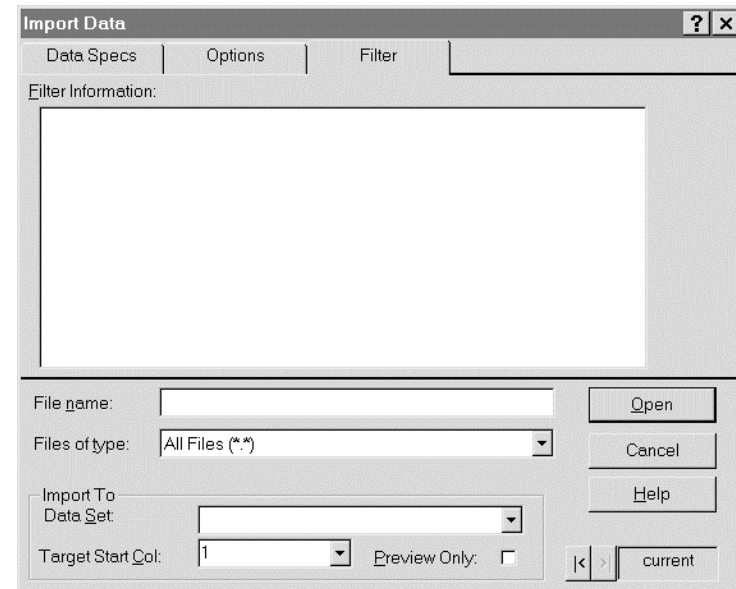 Import Data
Data Specs Options Filter
Filter Information:
File name:
Open
Files of type: All Files (*.*)
Cancel
Import To
Help
Data Set:
Target Start Col: 1 Preview Only:
current